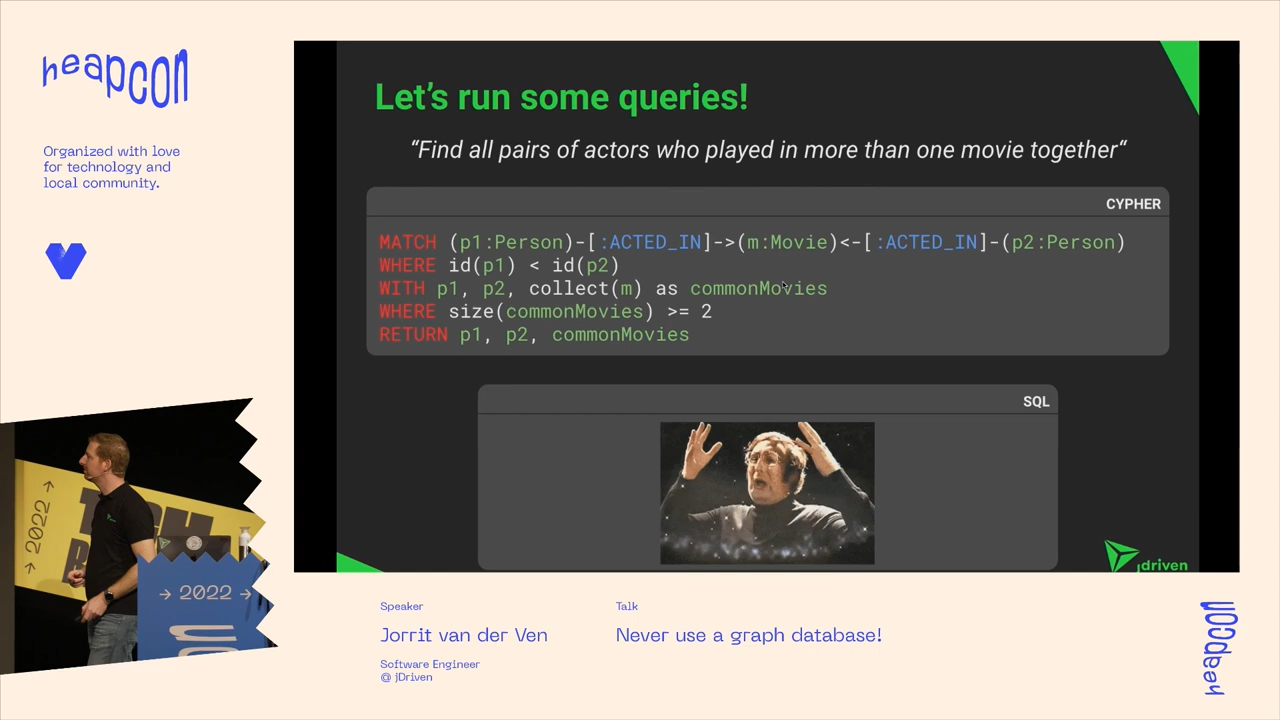 heapcon
Organized with love
for technology and
local community.
Let's run some queries!
“Find all pairs of actors who played in more than one movie together“
CYPHER
MATCH (p1:Person)-[:ACTED_IN]->(m:Movie)<-[:ACTED_IN]-(p2:Person)
WHERE id(p1) < id(p2)
WITH p1, p2, collect(m) as commonMovies
WHERE size(commonMovies) >= 2
RETURN p1, p2, commonMovies
SQL
jdriven
2022
→ 2022 →
Speaker
Jorrit van der Ven
Software Engineer
@ jDriven
Talk
Never use a graph database!
heapcon